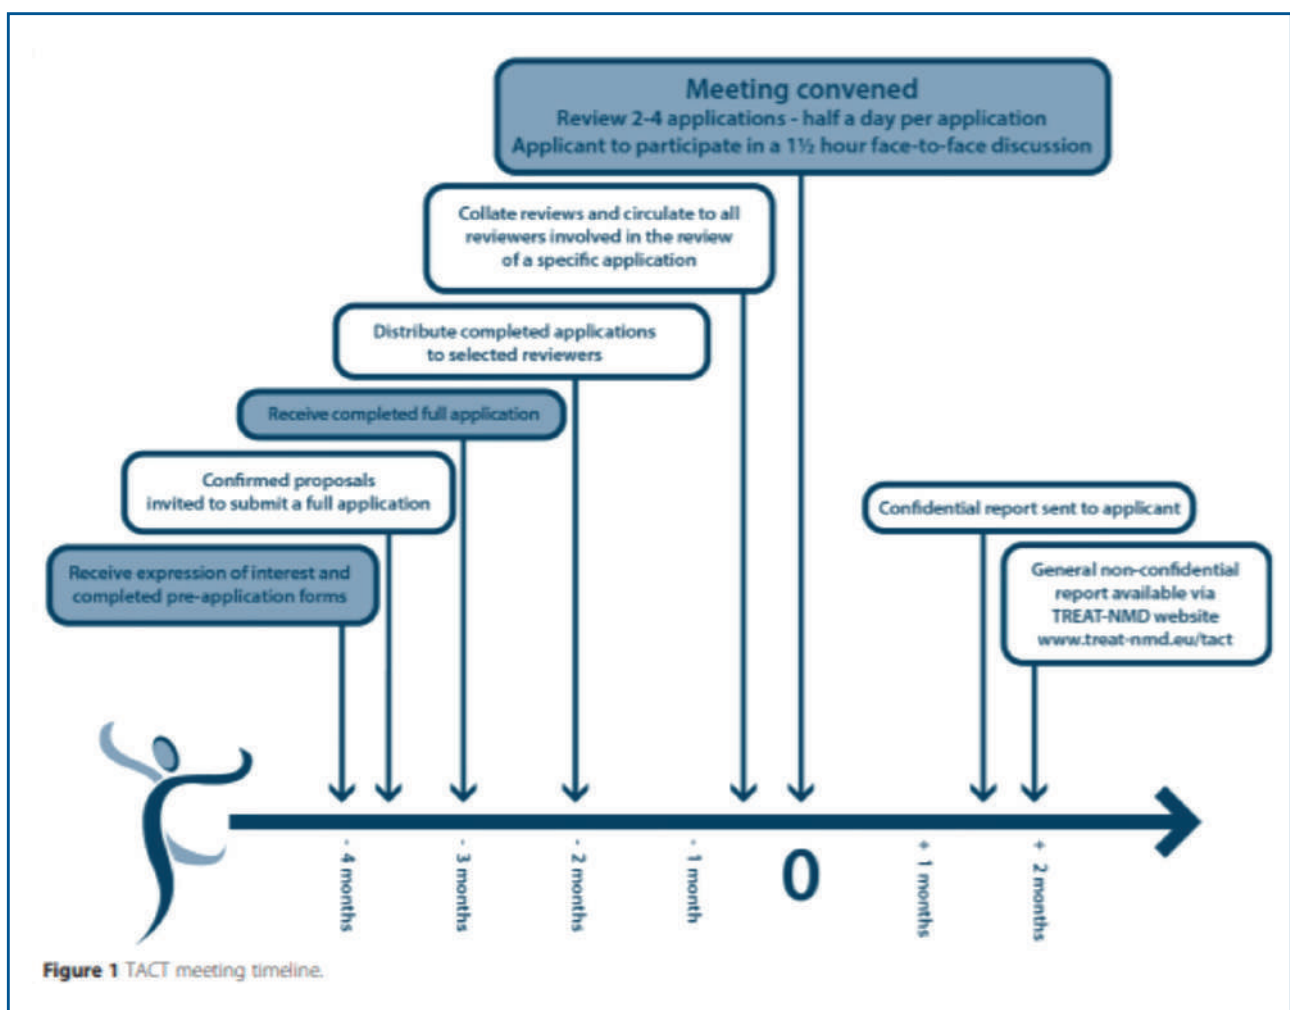 Meeting convened
Review 2-4 applications - half a day per application
Applicant to participate in a 1½ hour face-to-face discussion
Collate reviews and circulate to all
reviewers involved in the review
of a specific application
Distribute completed applications
to selected reviewers
Receive completed full application
Confirmed proposals
invited to submit a full application
Receive expression of interest and
completed pre-application forms
Confidential report sent to applicant
General non-confidential
report available via
TREAT-NMD website
www.treat-nmd.eu/tact
- 4 months
- 3 months
- 2 months
- 1 month
0
+ 1 months
+ 2 months
Figure 1 TACT meeting timeline.